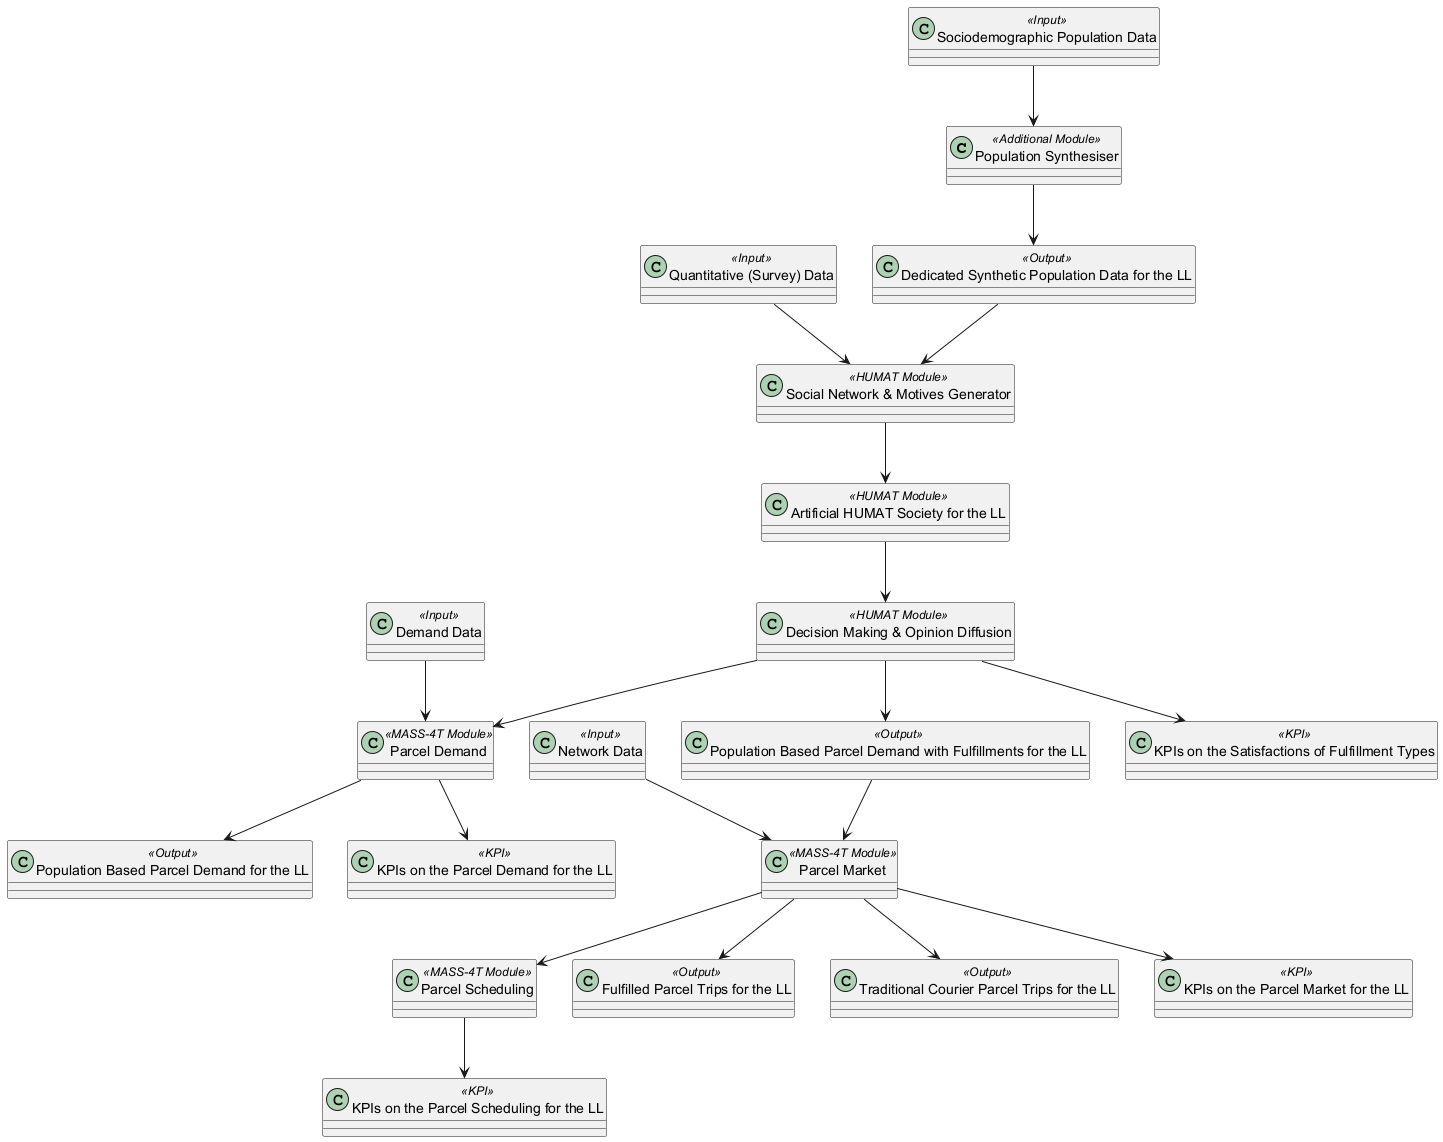 «Input»
Sociodemographic Population Data
«Additional Module»
Population Synthesiser
«Input»
Quantitative (Survey) Data
«Output»
Dedicated Synthetic Population Data for the LL
«HUMAT Module»
Social Network & Motives Generator
«HUMAT Module»
Artificial HUMAT Society for the LL
«Input»
Demand Data
«HUMAT Module»
Decision Making & Opinion Diffusion
«MASS-4T Module»
Parcel Demand
«Input»
Network Data
«Output»
Population Based Parcel Demand with Fulfillments for the LL
«KPI»
KPIs on the Satisfactions of Fulfillment Types
«Output»
Population Based Parcel Demand for the LL
«KPI»
KPIs on the Parcel Demand for the LL
«MASS-4T Module»
Parcel Market
«MASS-4T Module»
Parcel Scheduling
«Output»
Fulfilled Parcel Trips for the LL
«Output»
Traditional Courier Parcel Trips for the LL
«KPI»
KPIs on the Parcel Market for the LL
«KPI»
KPIs on the Parcel Scheduling for the LL